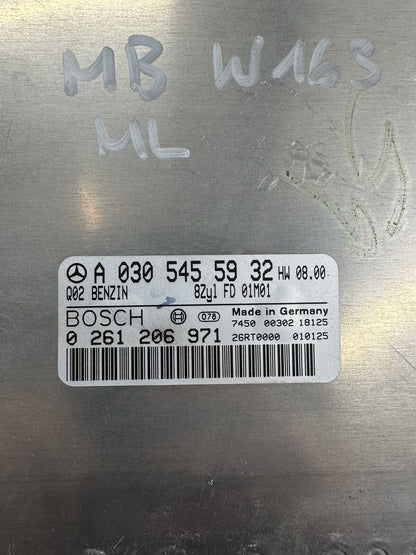 MB W163
ML
A 030 545 59 32 HW 08.00
Q02 BENZIN 8Zyl FD 01M01
BOSCH 078 Made in Germany
7450 00302 18125
0 261 206 971 26RT0000 010125